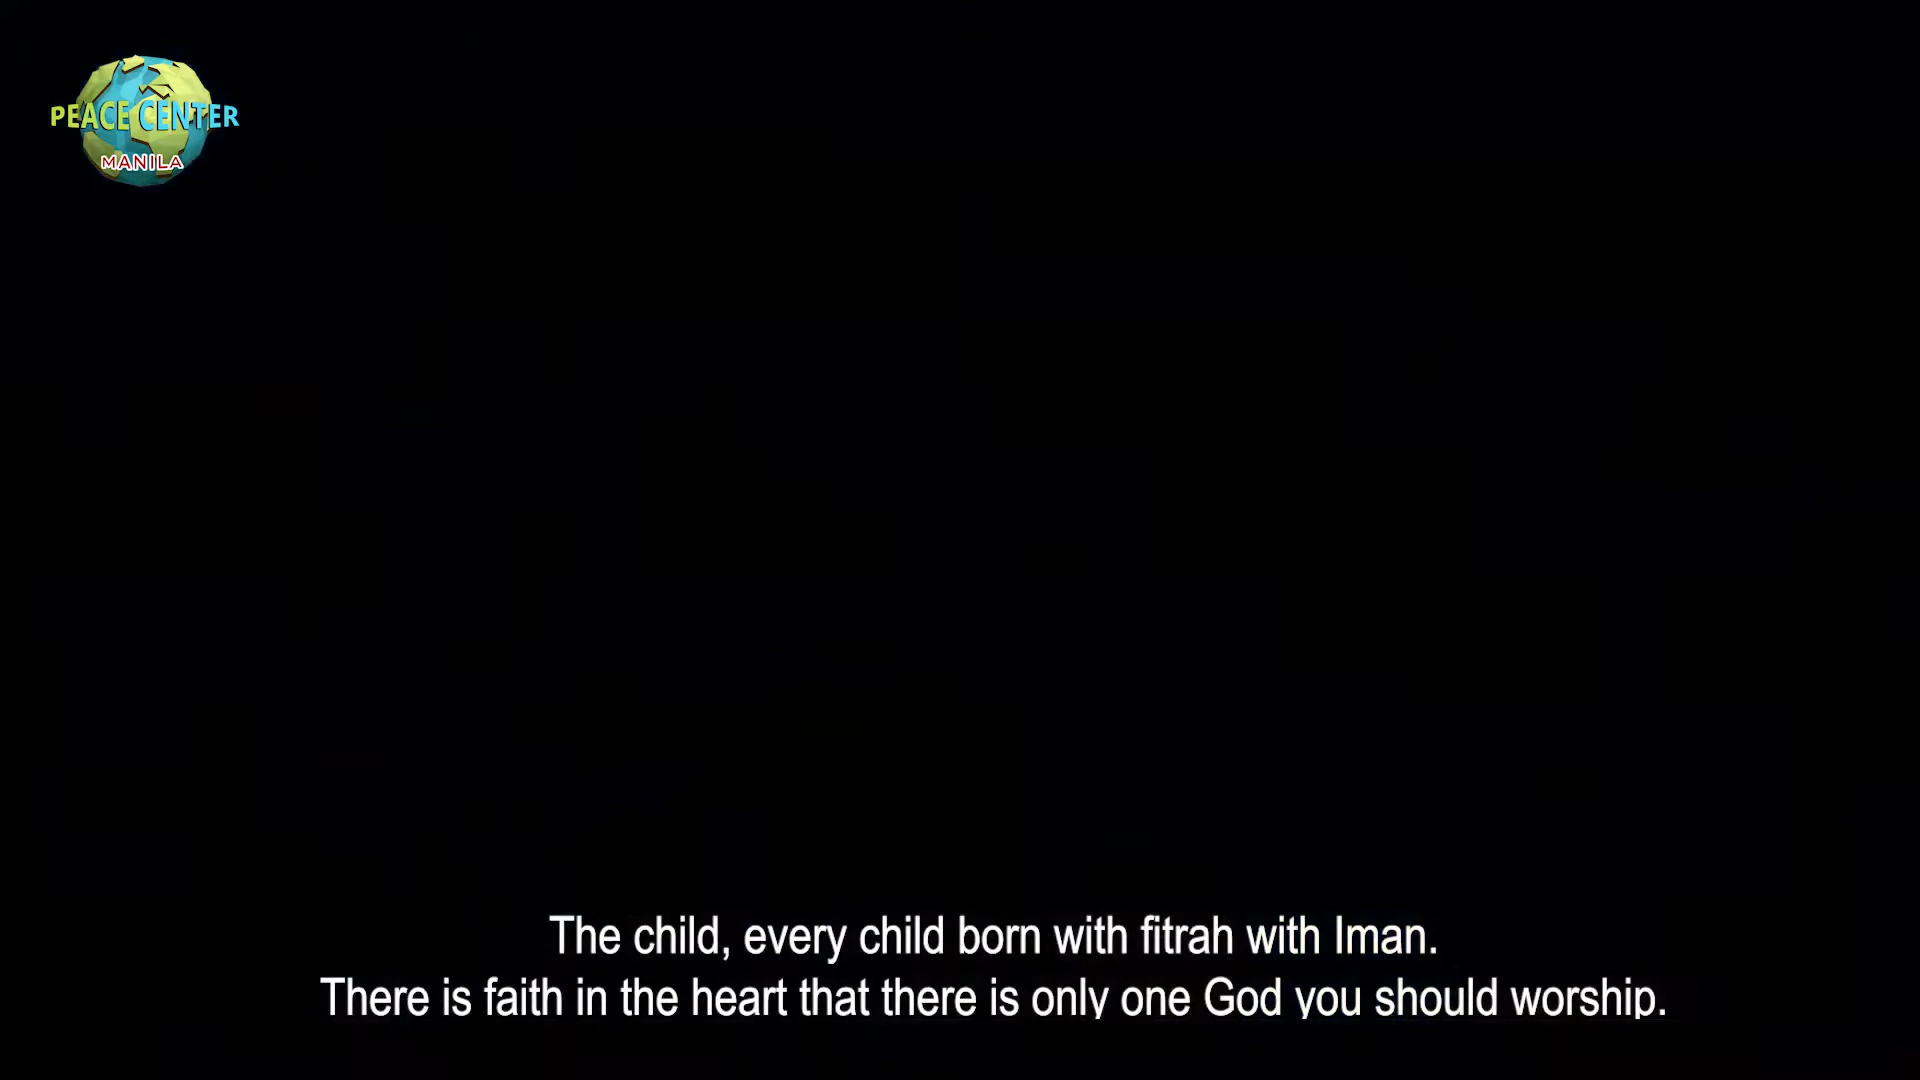 PEACE CENTER
MANILA
The child, every child born with fitrah with Iman.
There is faith in the heart that there is only one God you should worship.